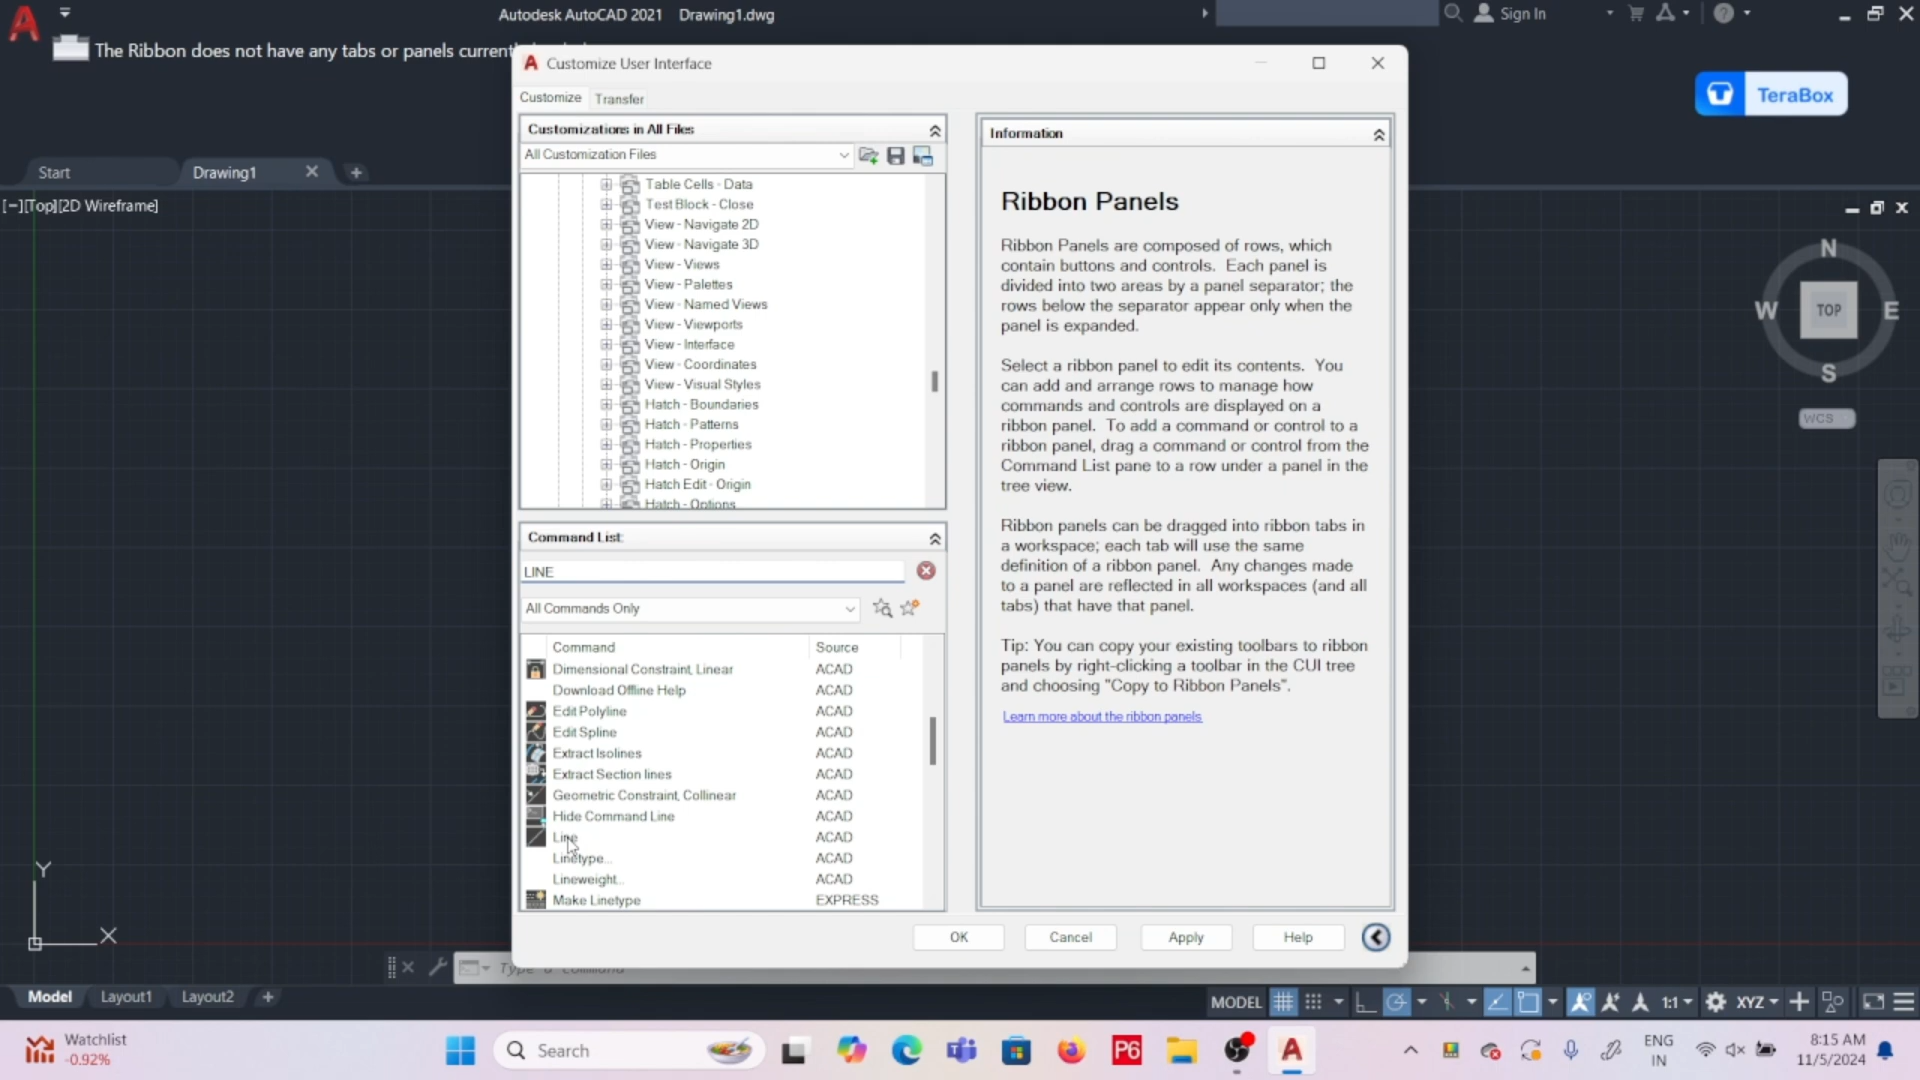 Autodesk AutoCAD 2021 Drawing1.dwg
Sign In
The Ribbon does not have any tabs or panels
Customize User Interface
TeraBox
Customize Transfer
Customizations in All Files
Information
All Customization Files
Start
Drawing1
[−][Top][2D Wireframe]
Table Cells - Data
Test Block - Close
View - Navigate 2D
View - Navigate 3D
View - Views
View - Palettes
View - Named Views
View - Viewports
View - Interface
View - Coordinates
View - Visual Styles
Hatch - Boundaries
Hatch - Patterns
Hatch - Properties
Hatch - Origin
Hatch Edit - Origin
Hatch - Options
Ribbon Panels
Ribbon Panels are composed of rows, which
contain buttons and controls. Each panel is
divided into two areas by a panel separator; the
rows below the separator appear only when the
panel is expanded.
Select a ribbon panel to edit its contents. You
can add and arrange rows to manage how
commands and controls are displayed on a
ribbon panel. To add a command or control to a
ribbon panel, drag a command or control from the
Command List pane to a row under a panel in the
tree view.
Ribbon panels can be dragged into ribbon tabs in
a workspace; each tab will use the same
definition of a ribbon panel. Any changes made
to a panel are reflected in all workspaces (and all
tabs) that have that panel.
Tip: You can copy your existing toolbars to ribbon
panels by right-clicking a toolbar in the CUI tree
and choosing "Copy to Ribbon Panels".
Learn more about the ribbon panels
N
W TOP E
S
WCS
Command List:
LINE
All Commands Only
Command Source
Dimensional Constraint, Linear ACAD
Download Offline Help ACAD
Edit Polyline ACAD
Edit Spline ACAD
Extract Isolines ACAD
Extract Section lines ACAD
Geometric Constraint, Collinear ACAD
Hide Command Line ACAD
Line ACAD
Linetype... ACAD
Lineweight... ACAD
Make Linetype EXPRESS
OK Cancel Apply Help
Y
X
Type a command
Model Layout1 Layout2 +
MODEL 1:1 XYZ
Watchlist
-0.92%
Search
P6
ENG
IN
8:15 AM
11/5/2024